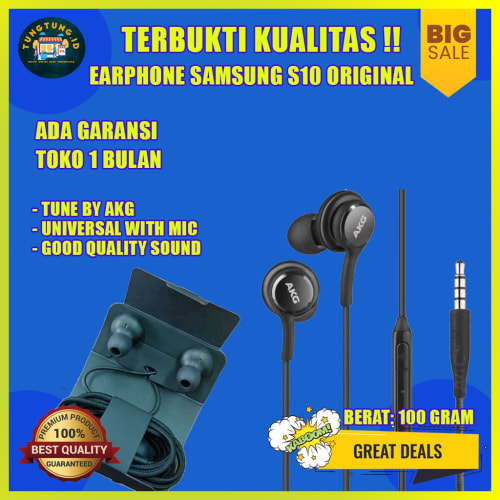 TUNGTUNG.ID
TERBUKTI KUALITAS !!
BIG
SALE
EARPHONE SAMSUNG S10 ORIGINAL
ADA GARANSI
TOKO 1 BULAN
- TUNE BY AKG
- UNIVERSAL WITH MIC
- GOOD QUALITY SOUND
AKG
AKG
PREMIUM PRODUCT
100%
BEST QUALITY
GUARANTEED
BERAT: 100 GRAM
KABOOM!
GREAT DEALS